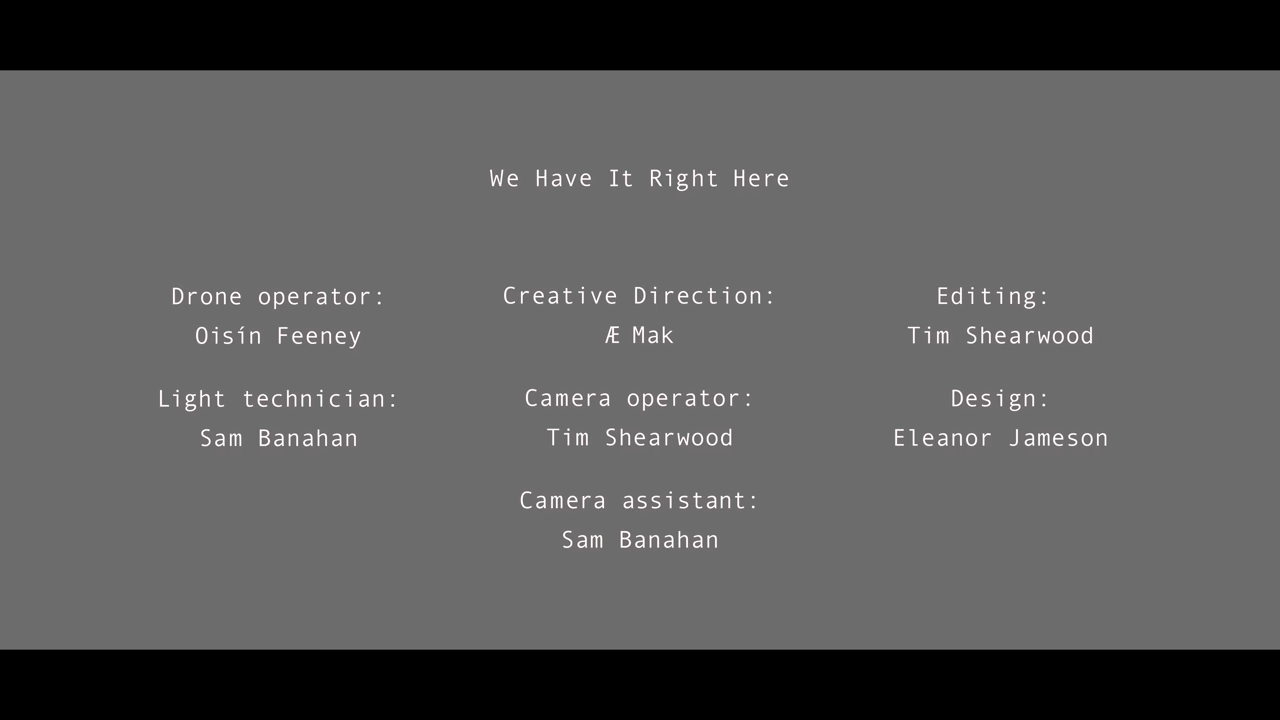 We Have It Right Here
Drone operator:
Oisín Feeney
Light technician:
Sam Banahan
Creative Direction:
Æ Mak
Camera operator:
Tim Shearwood
Camera assistant:
Sam Banahan
Editing:
Tim Shearwood
Design:
Eleanor Jameson